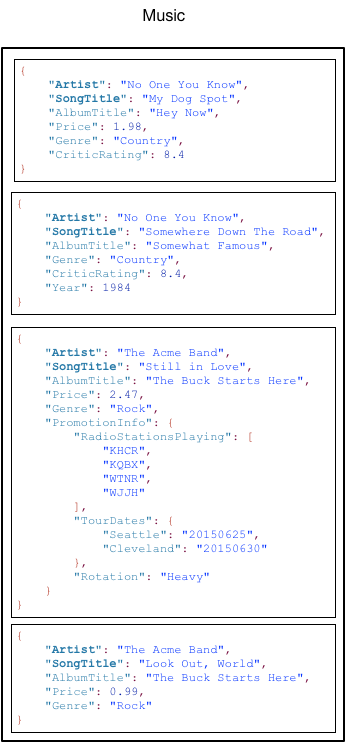 Music
{
"Artist": "No One You Know",
"SongTitle": "My Dog Spot",
"AlbumTitle": "Hey Now",
"Price": 1.98,
"Genre": "Country",
"CriticRating": 8.4
}
{
"Artist": "No One You Know",
"SongTitle": "Somewhere Down The Road",
"AlbumTitle": "Somewhat Famous",
"Genre": "Country",
"CriticRating": 8.4,
"Year": 1984
}
{
"Artist": "The Acme Band",
"SongTitle": "Still in Love",
"AlbumTitle": "The Buck Starts Here",
"Price": 2.47,
"Genre": "Rock",
"PromotionInfo": {
"RadioStationsPlaying": [
"KHCR",
"KQBX",
"WTNR",
"WJJH"
],
"TourDates": {
"Seattle": "20150625",
"Cleveland": "20150630"
},
"Rotation": "Heavy"
}
}
{
"Artist": "The Acme Band",
"SongTitle": "Look Out, World",
"AlbumTitle": "The Buck Starts Here",
"Price": 0.99,
"Genre": "Rock"
}